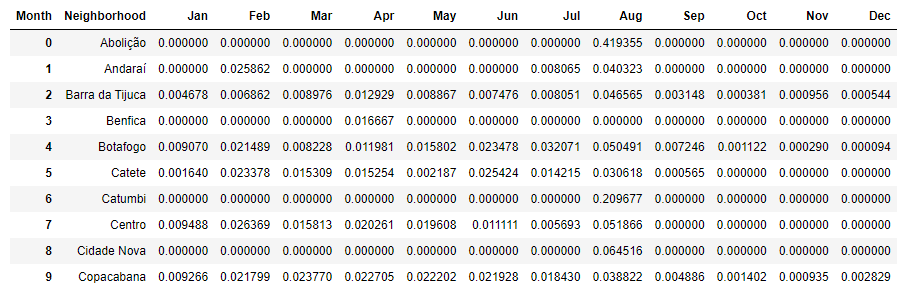 Month Neighborhood Jan Feb Mar Apr May Jun Jul Aug Sep Oct Nov Dec
0 Abolição 0.000000 0.000000 0.000000 0.000000 0.000000 0.000000 0.000000 0.419355 0.000000 0.000000 0.000000 0.000000
1 Andaraí 0.000000 0.025862 0.000000 0.000000 0.000000 0.000000 0.008065 0.040323 0.000000 0.000000 0.000000 0.000000
2 Barra da Tijuca 0.004678 0.006862 0.008976 0.012929 0.008867 0.007476 0.008051 0.046565 0.003148 0.000381 0.000956 0.000544
3 Benfica 0.000000 0.000000 0.000000 0.016667 0.000000 0.000000 0.000000 0.000000 0.000000 0.000000 0.000000 0.000000
4 Botafogo 0.009070 0.021489 0.008228 0.011981 0.015802 0.023478 0.032071 0.050491 0.007246 0.001122 0.000290 0.000094
5 Catete 0.001640 0.023378 0.015309 0.015254 0.002187 0.025424 0.014215 0.030618 0.000565 0.000000 0.000000 0.000000
6 Catumbi 0.000000 0.000000 0.000000 0.000000 0.000000 0.000000 0.000000 0.209677 0.000000 0.000000 0.000000 0.000000
7 Centro 0.009488 0.026369 0.015813 0.020261 0.019608 0.011111 0.005693 0.051866 0.000000 0.000000 0.000000 0.000000
8 Cidade Nova 0.000000 0.000000 0.000000 0.000000 0.000000 0.000000 0.000000 0.064516 0.000000 0.000000 0.000000 0.000000
9 Copacabana 0.009266 0.021799 0.023770 0.022705 0.022202 0.021928 0.018430 0.038822 0.004886 0.001402 0.000935 0.002829